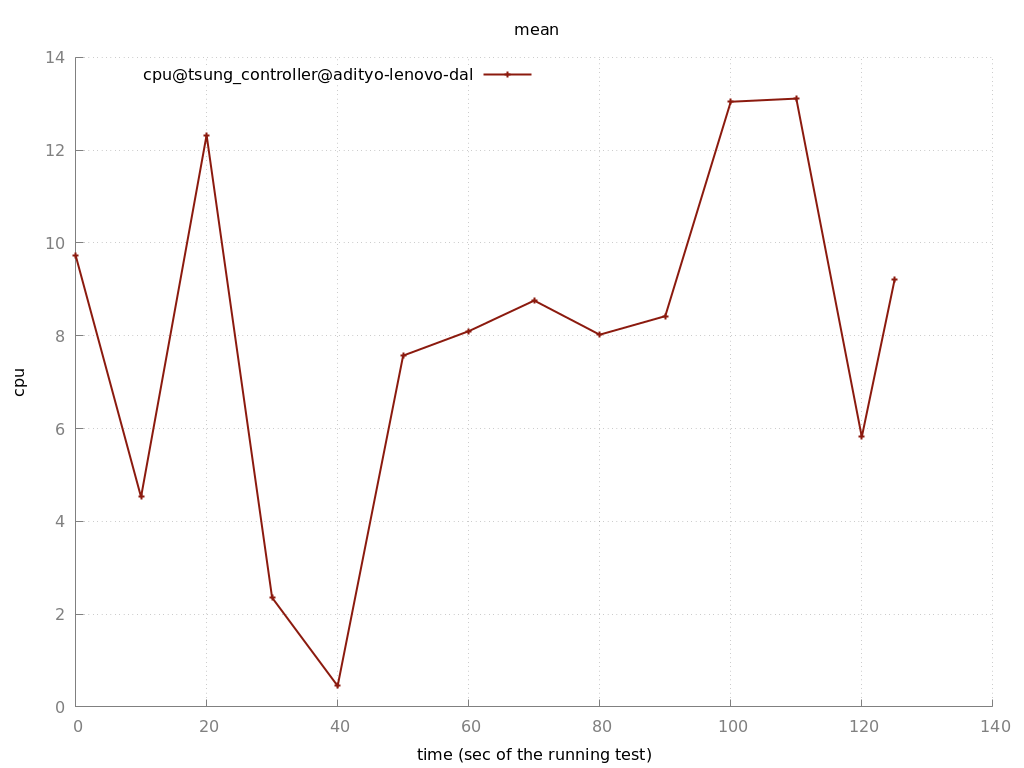 mean
14
cpu@tsung_controller@adityo-lenovo-dal
12
10
8
cpu
6
4
2
0
0 20 40 60 80 100 120 140
time (sec of the running test)